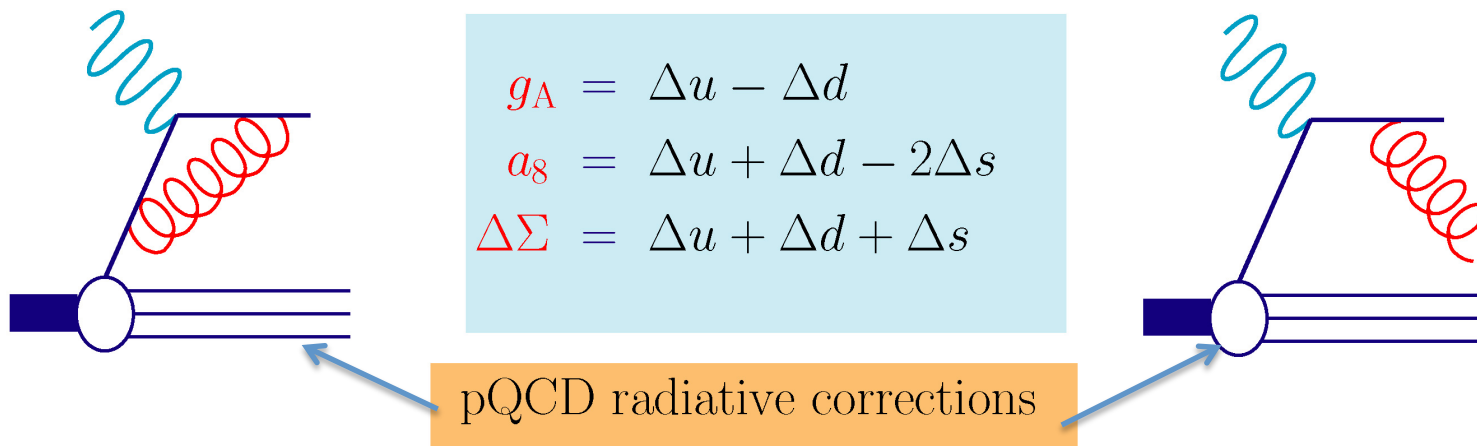 g_A = Δu − Δd
a_8 = Δu + Δd − 2Δs
ΔΣ = Δu + Δd + Δs
pQCD radiative corrections